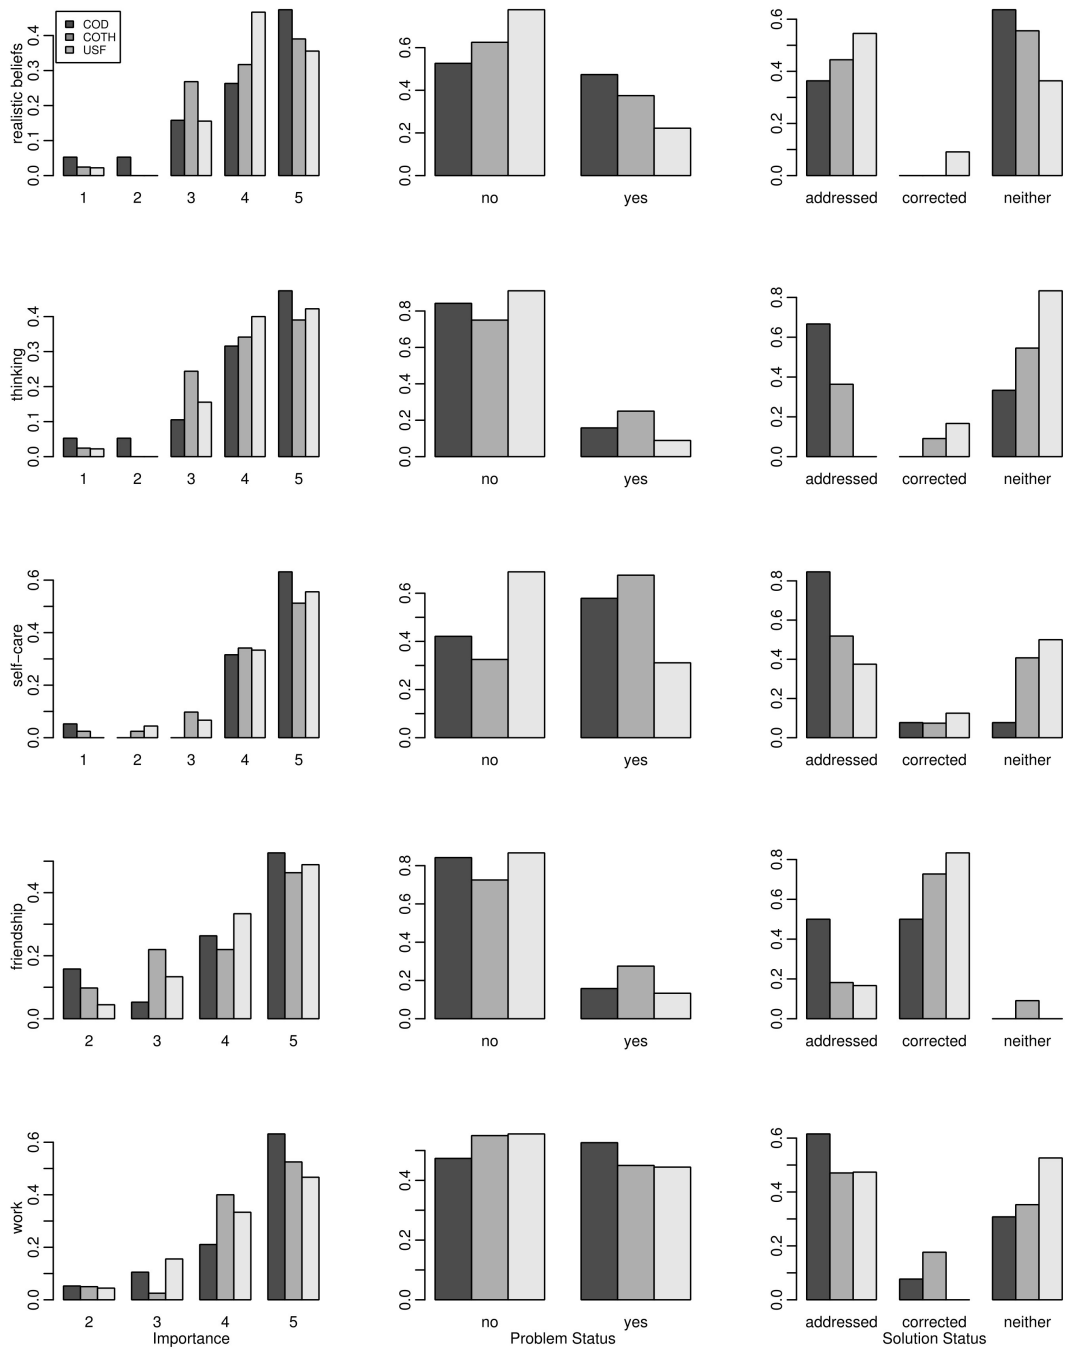 COD
COTH
USF
realistic beliefs
0.0 0.1 0.2 0.3 0.4
1 2 3 4 5
0.0 0.2 0.4 0.6
no yes
0.0 0.2 0.4 0.6
addressed corrected neither
thinking
0.0 0.1 0.2 0.3 0.4
1 2 3 4 5
0.0 0.2 0.4 0.6 0.8
no yes
0.0 0.2 0.4 0.6 0.8
addressed corrected neither
self−care
0.0 0.2 0.4 0.6
1 2 3 4 5
0.0 0.2 0.4 0.6
no yes
0.0 0.2 0.4 0.6 0.8
addressed corrected neither
friendship
0.0 0.2 0.4
2 3 4 5
0.0 0.2 0.4 0.6 0.8
no yes
0.0 0.2 0.4 0.6 0.8
addressed corrected neither
work
0.0 0.2 0.4 0.6
2 3 4 5
Importance
0.0 0.2 0.4
no yes
Problem Status
0.0 0.2 0.4 0.6
addressed corrected neither
Solution Status